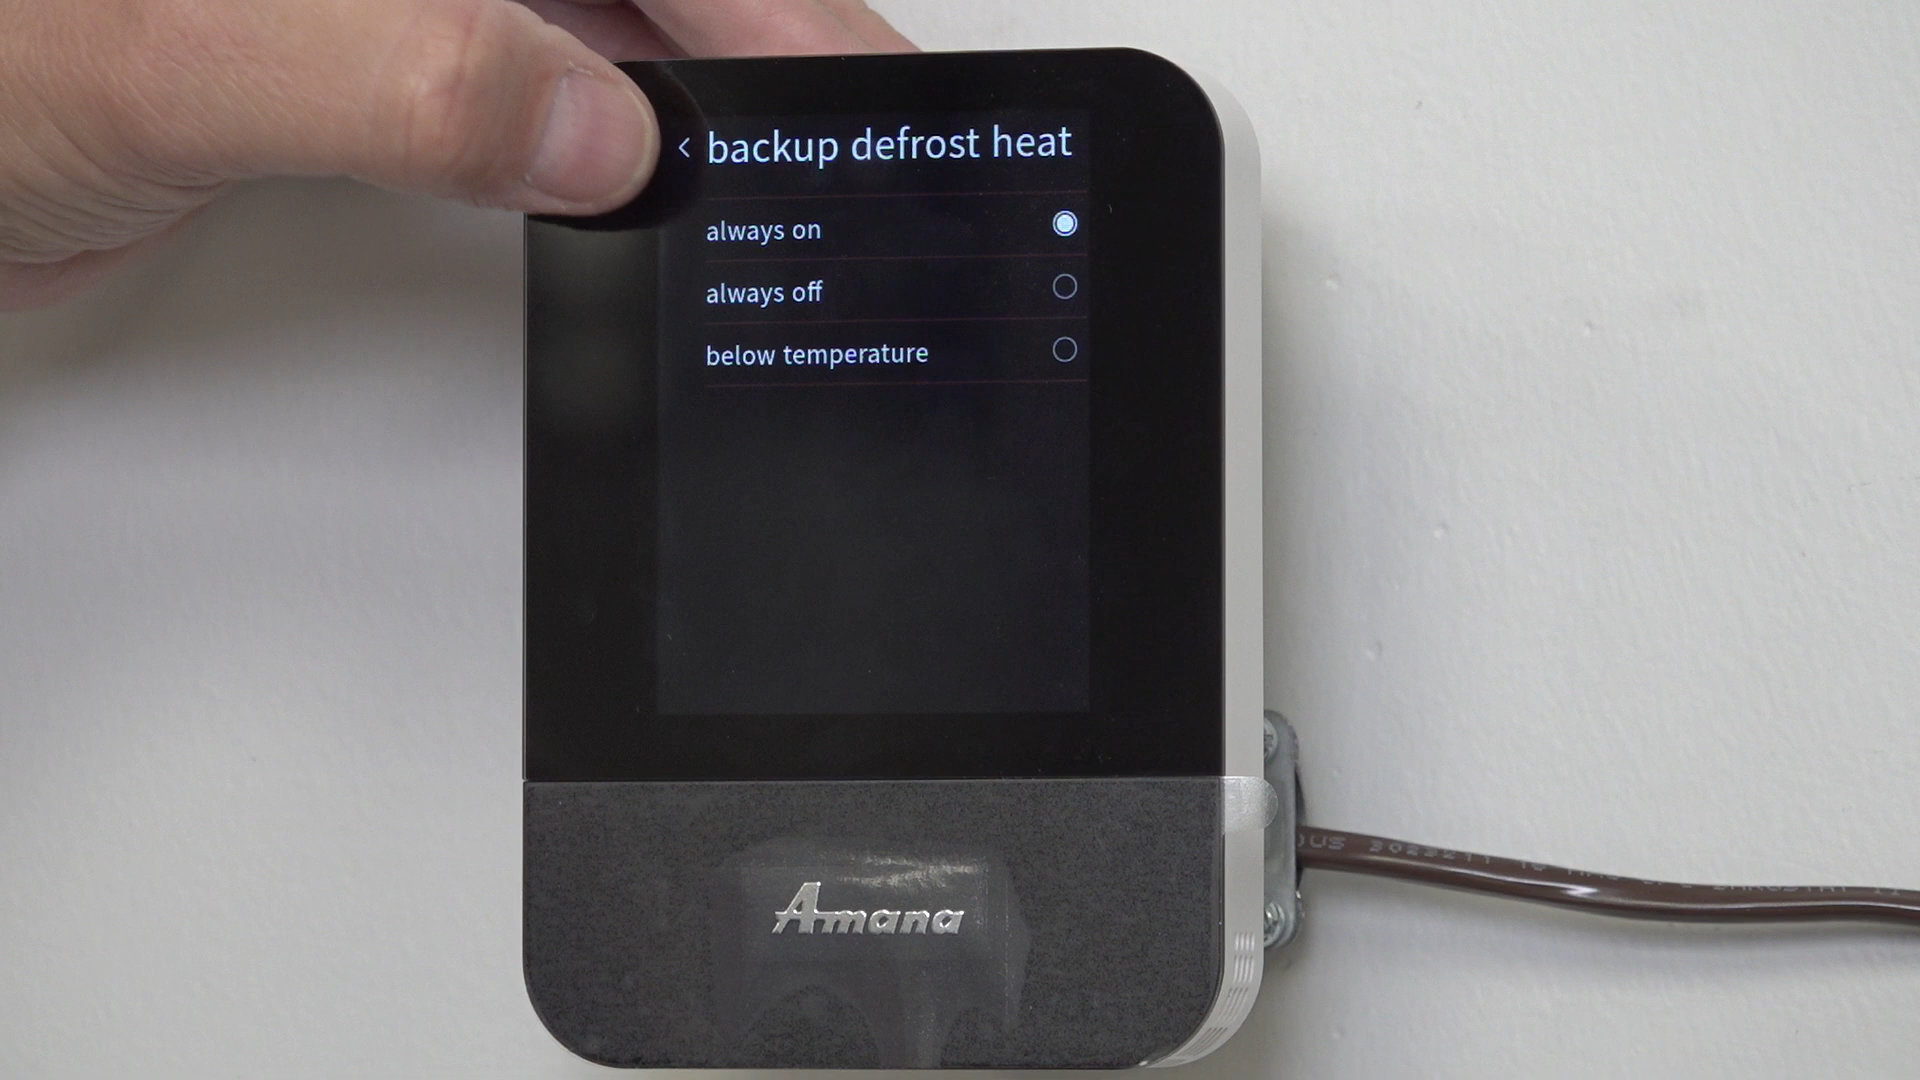 < backup defrost heat
always on
always off
below temperature
Amana